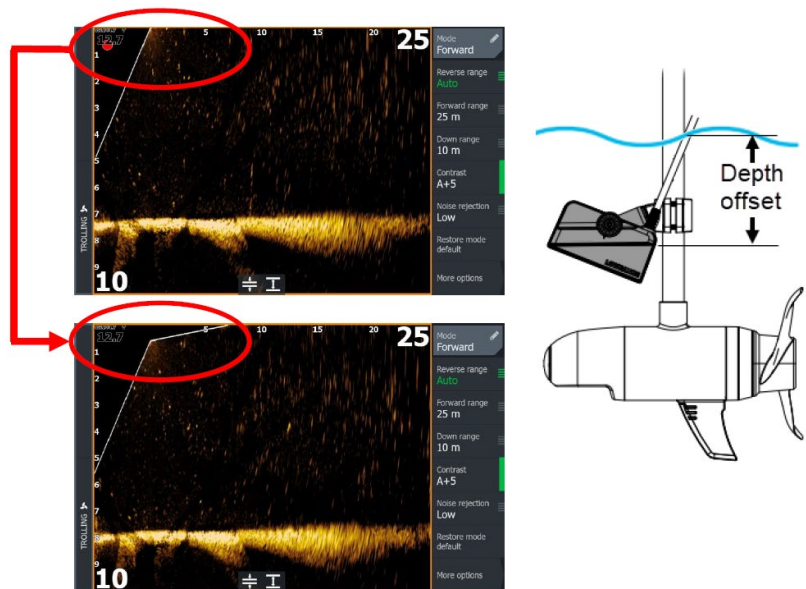 12.7
5
10
15
20
25
1
2
3
4
5
6
7
8
9
10
TROLLING
Mode
Forward
Reverse range
Auto
Forward range
25 m
Down range
10 m
Contrast
A+5
Noise rejection
Low
Restore mode
default
More options
Depth
offset
12.7
5
10
15
20
25
1
2
3
4
5
6
7
8
9
10
TROLLING
Mode
Forward
Reverse range
Auto
Forward range
25 m
Down range
10 m
Contrast
A+5
Noise rejection
Low
Restore mode
default
More options